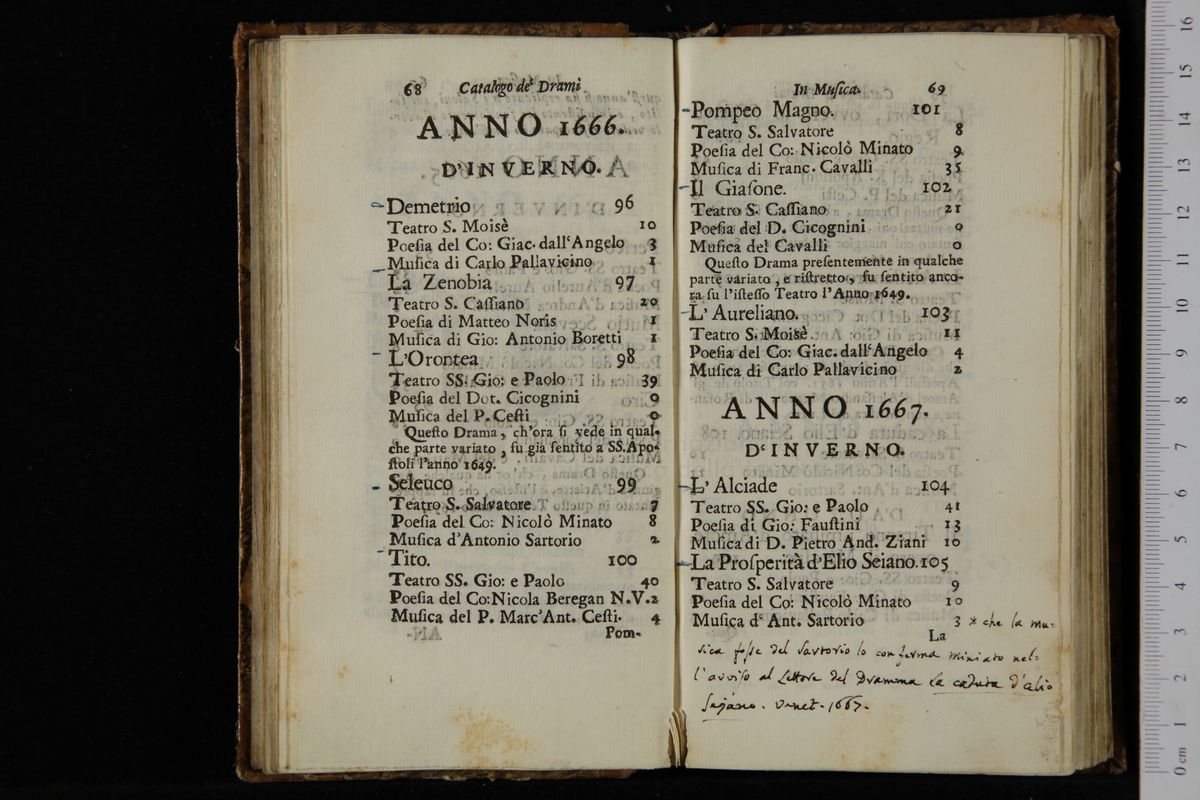 68 Catalogo de' Drami
ANNO 1666.
D'INVERNO.
Demetrio 96
Teatro S. Moisè 10
Poeſia del Co: Giac. dall'Angelo 3
Muſica di Carlo Pallavicino 1
La Zenobia 97
Teatro S. Caſſiano 20
Poeſia di Matteo Noris 1
Muſica di Gio: Antonio Boretti 1
L'Orontea 98
Teatro SS. Gio: e Paolo 39
Poeſia del Dot. Cicognini 0
Muſica del P. Ceſti 0
Queſto Drama, ch'ora ſi vede in qual-
che parte variato, fu già ſentito a SS. Apo-
ſtoli l'anno 1649.
Seleuco 99
Teatro S. Salvatore 7
Poeſia del Co: Nicolò Minato 8
Muſica d'Antonio Sartorio 2
Tito. 100
Teatro SS. Gio: e Paolo 40
Poeſia del Co: Nicola Beregan N.V. 2
Muſica del P. Marc'Ant. Ceſti. 4
Pom-
In Muſica. 69
Pompeo Magno. 101
Teatro S. Salvatore 8
Poeſia del Co: Nicolò Minato 9
Muſica di Franc. Cavalli 35
Il Giaſone. 102
Teatro S. Caſſiano 21
Poeſia del D. Cicognini 0
Muſica del Cavalli 0
Queſto Drama preſentemente in qualche
parte variato, e riſtretto, fu ſentito anco-
ra ſu l'iſteſſo Teatro l'Anno 1649.
L'Aureliano. 103
Teatro S. Moisè 11
Poeſia del Co: Giac. dall'Angelo 4
Muſica di Carlo Pallavicino 2
ANNO 1667.
D'INVERNO.
L'Alciade 104
Teatro SS. Gio: e Paolo 41
Poeſia di Gio: Fauſtini 13
Muſica di D. Pietro And. Ziani 10
La Proſperità d'Elio Seiano. 105
Teatro S. Salvatore 9
Poeſia del Co: Nicolò Minato 10
Muſica d' Ant. Sartorio 3 * che la mu=
La
sica fosse del Sartorio lo conferma miniato nel=
l'avviso al Lettore del Dramma La caduta d'elio
Sejano. Venet. 1667.